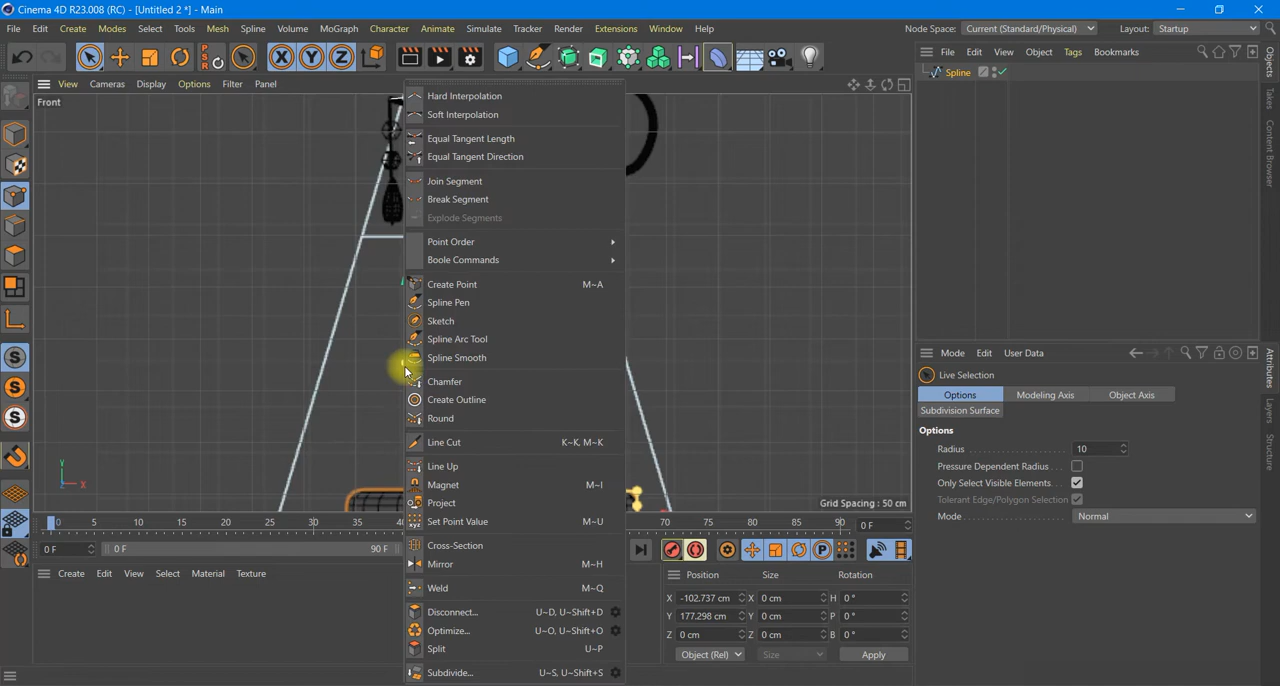 Cinema 4D R23.008 (RC) - [Untitled 2 *] - Main
File Edit Create Modes Select Tools Mesh Spline Volume MoGraph Character Animate Simulate Tracker Render Extensions Window Help Node Space: Current (Standard/Physical) Layout: Startup
PSR X Y Z
File Edit View Object Tags Bookmarks
View Cameras Display Options Filter Panel
Front
Spline
Hard Interpolation
Soft Interpolation
Equal Tangent Length
Equal Tangent Direction
Join Segment
Break Segment
Explode Segments
Point Order
Boole Commands
Create Point M~A
Spline Pen
Sketch
Spline Arc Tool
Spline Smooth
Chamfer
Create Outline
Round
Line Cut K~K, M~K
Line Up
Magnet M~I
Project
Set Point Value M~U
Cross-Section
Mirror M~H
Weld M~Q
Disconnect... U~D, U~Shift+D
Optimize... U~O, U~Shift+O
Split U~P
Subdivide... U~S, U~Shift+S
Objects
Takes
Content Browser
Mode Edit User Data
Live Selection
Options Modeling Axis Object Axis
Subdivision Surface
Options
Radius 10
Pressure Dependent Radius
Only Select Visible Elements
Tolerant Edge/Polygon Selection
Mode Normal
Attributes
Layers
Structure
S
S
S
Y
X
Grid Spacing : 50 cm
0 5 10 15 20 25 30 35 70 75 80 85 90 0 F
0 F 0 F 90 F
P
Create Edit View Select Material Texture
Position Size Rotation
X -102.737 cm X 0 cm H 0 °
Y 177.298 cm Y 0 cm P 0 °
Z 0 cm Z 0 cm B 0 °
Object (Rel) Size Apply